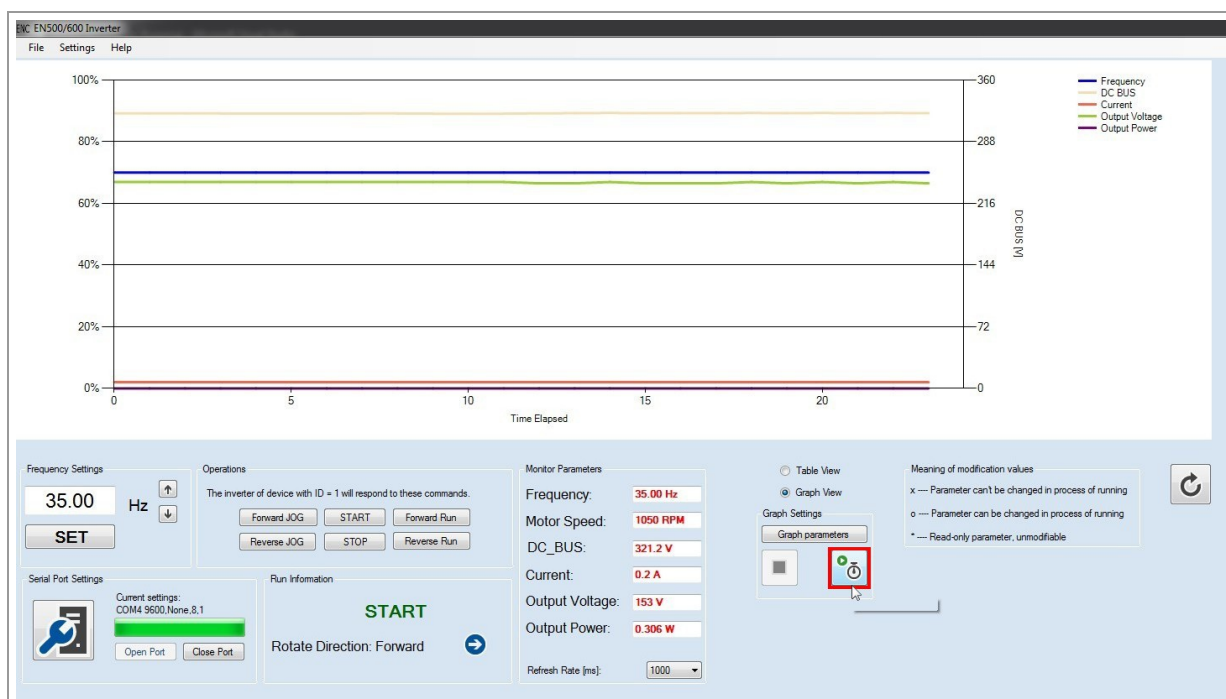 ENC EN500/600 Inverter
File Settings Help
100%
80%
60%
40%
20%
0%
0 5 10 15 20
Time Elapsed
360
288
216
144
72
0
DC BUS [V]
Frequency
DC BUS
Current
Output Voltage
Output Power
Frequency Settings
35.00 Hz
SET
Operations
The inverter of device with ID = 1 will respond to these commands.
Forward JOG START Forward Run
Reverse JOG STOP Reverse Run
Serial Port Settings
Current settings:
COM4 9600,None,8,1
Open Port Close Port
Run Information
START
Rotate Direction: Forward
Monitor Parameters
Frequency: 35.00 Hz
Motor Speed: 1050 RPM
DC_BUS: 321.2 V
Current: 0.2 A
Output Voltage: 153 V
Output Power: 0.306 W
Refresh Rate [ms]: 1000
Table View
Graph View
Graph Settings
Graph parameters
Meaning of modification values
x --- Parameter can't be changed in process of running
o --- Parameter can be changed in process of running
* --- Read-only parameter, unmodifiable